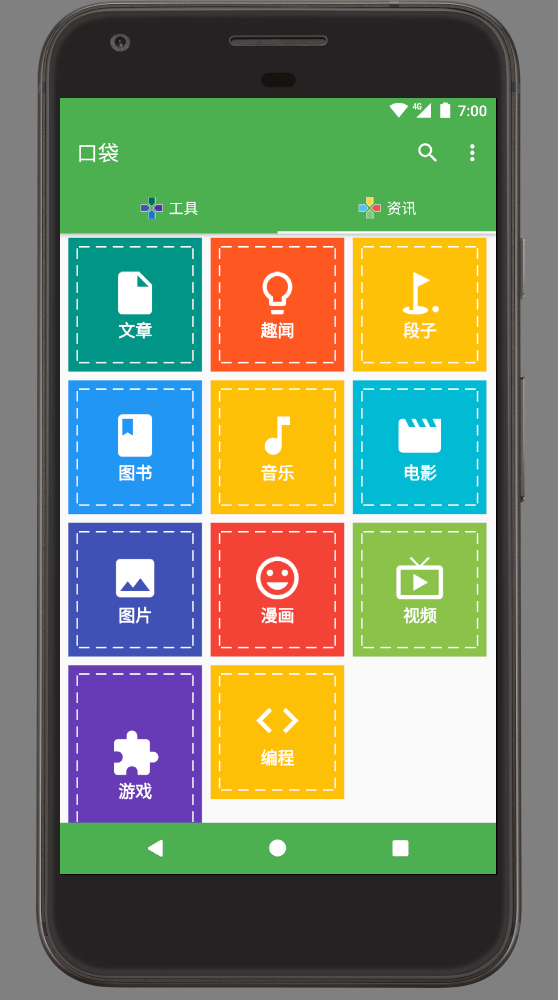 4G 7:00
口袋
工具 资讯
文章 趣闻 段子
图书 音乐 电影
图片 漫画 视频
游戏 编程